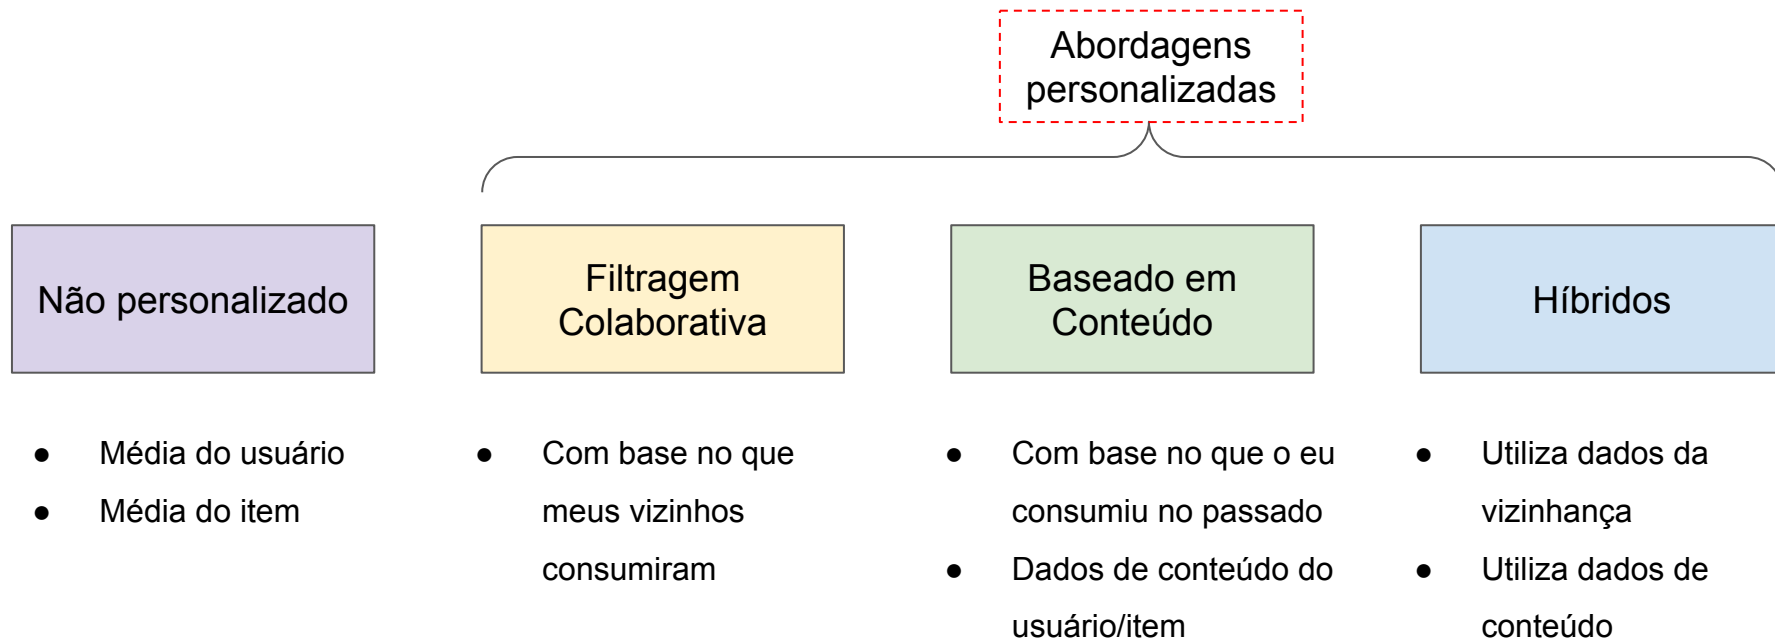 Abordagens
personalizadas
Não personalizado
Filtragem
Colaborativa
Baseado em
Conteúdo
Híbridos
● Média do usuário
● Média do item
● Com base no que
meus vizinhos
consumiram
● Com base no que o eu
consumiu no passado
● Dados de conteúdo do
usuário/item
● Utiliza dados da
vizinhança
● Utiliza dados de
conteúdo